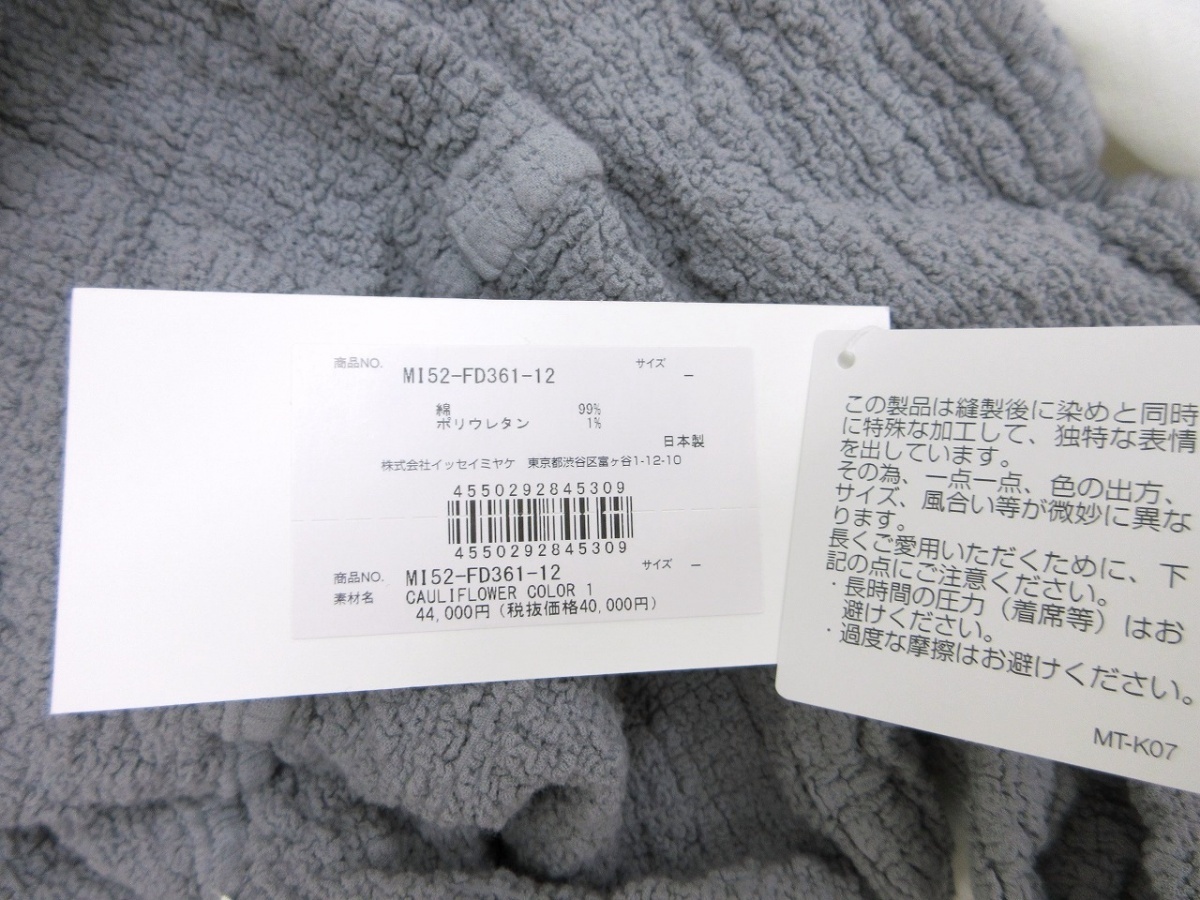 商品NO. MI52-FD361-12 サイズ －
綿 99%
ポリウレタン 1%
日本製
株式会社イッセイミヤケ 東京都渋谷区富ヶ谷1-12-10
4550292845309
4550292845309
商品NO. MI52-FD361-12 サイズ －
素材名 CAULIFLOWER COLOR 1
44,000円（税抜価格40,000円）
この製品は縫製後に染めと同時
に特殊な加工して、独特な表情
を出しています。
その為、一点一点、色の出方、
サイズ、風合い等が微妙に異な
ります。
長くご愛用いただくために、下
記の点にご注意ください。
・長時間の圧力（着席等）はお
避けください。
・過度な摩擦はお避けください。
MT-K07